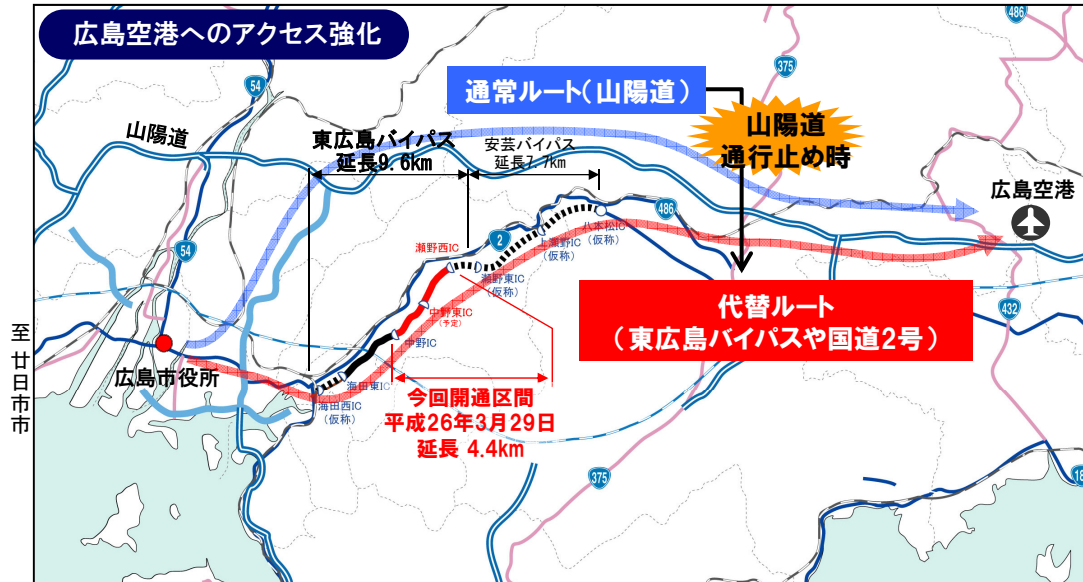 広島空港へのアクセス強化
486
375
54
通常ルート(山陽道)
山陽道
通行止め時
山陽道
東広島バイパス
延長9.6km
安芸バイパス
延長7.7km
広島空港
486
54
2
瀬野西IC
八本松IC
(仮称)
上瀬野IC
(仮称)
瀬野東IC
(仮称)
中野東IC
(予定)
中野IC
代替ルート
(東広島バイパスや国道2号)
432
至 廿日市市
広島市役所
海田東IC
海田西IC
(仮称)
今回開通区間
平成26年3月29日
延長 4.4km
375
18